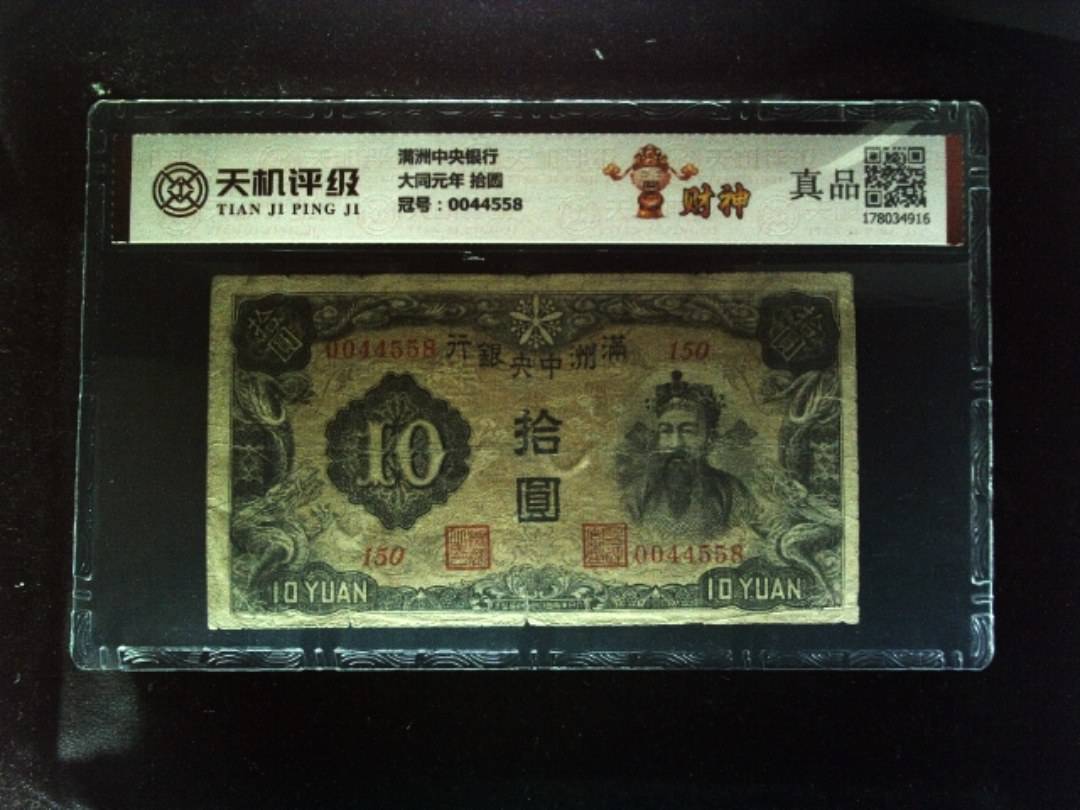 天机评级
TIAN JI PING JI
满洲中央银行
大同元年 拾圆
冠号：0044558
财神
真品
178034916
拾圓
0044558
行銀央中洲滿
150
10
拾
圓
150
0044558
10 YUAN
10 YUAN